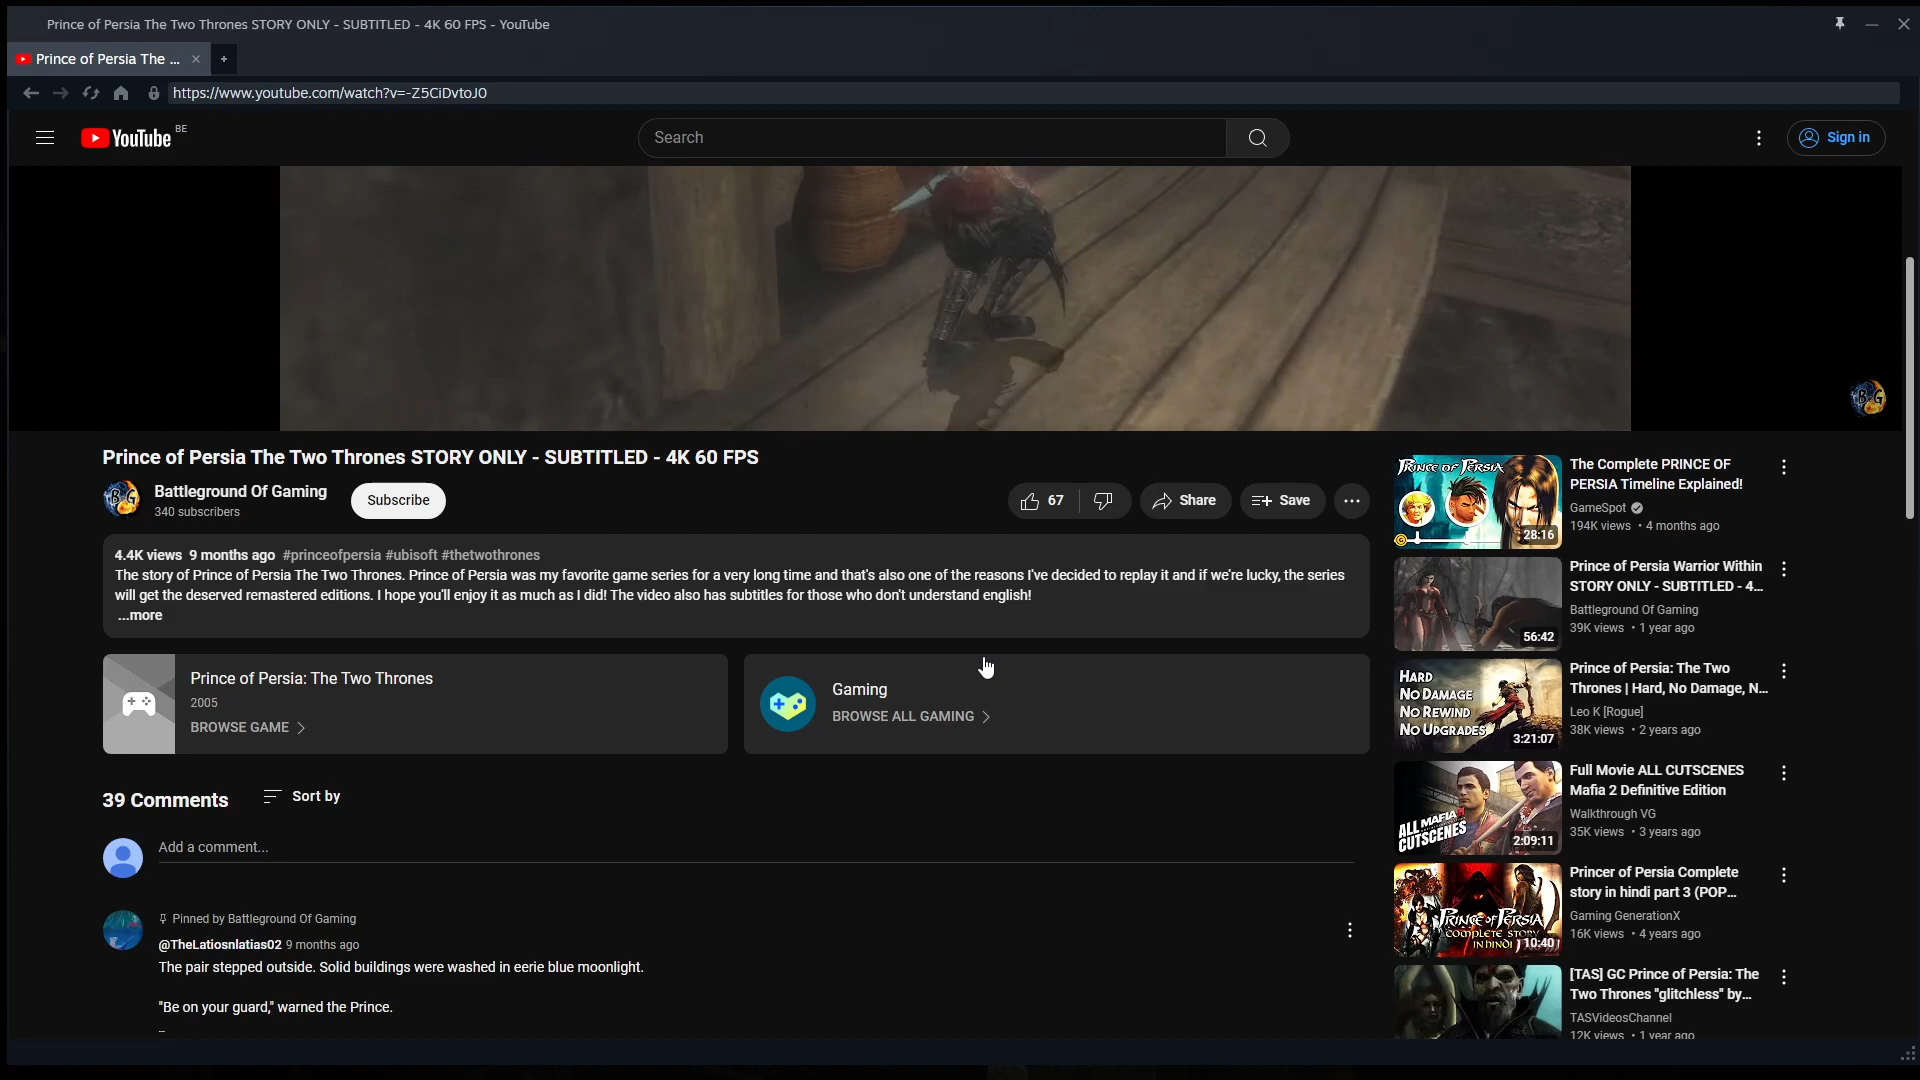 Prince of Persia The Two Thrones STORY ONLY - SUBTITLED - 4K 60 FPS - YouTube
Prince of Persia The ...
https://www.youtube.com/watch?v=-Z5CiDvtoJ0
YouTube BE
Search
Sign in
Prince of Persia The Two Thrones STORY ONLY - SUBTITLED - 4K 60 FPS
Battleground Of Gaming
340 subscribers
Subscribe
67
Share
Save
4.4K views 9 months ago #princeofpersia #ubisoft #thetwothrones
The story of Prince of Persia The Two Thrones. Prince of Persia was my favorite game series for a very long time and that's also one of the reasons I've decided to replay it and if we're lucky, the series
will get the deserved remastered editions. I hope you'll enjoy it as much as I did! The video also has subtitles for those who don't understand english!
...more
Prince of Persia: The Two Thrones
2005
BROWSE GAME
Gaming
BROWSE ALL GAMING
39 Comments
Sort by
Add a comment...
Pinned by Battleground Of Gaming
@TheLatiosnlatias02 9 months ago
The pair stepped outside. Solid buildings were washed in eerie blue moonlight.
"Be on your guard," warned the Prince.
PRINCE OF PERSIA
28:16
The Complete PRINCE OF
PERSIA Timeline Explained!
GameSpot
194K views • 4 months ago
56:42
Prince of Persia Warrior Within
STORY ONLY - SUBTITLED - 4...
Battleground Of Gaming
39K views • 1 year ago
HARD
NO DAMAGE
NO REWIND
NO UPGRADES
3:21:07
Prince of Persia: The Two
Thrones | Hard, No Damage, N...
Leo K [Rogue]
38K views • 2 years ago
ALL MAFIA II
CUTSCENES
2:09:11
Full Movie ALL CUTSCENES
Mafia 2 Definitive Edition
Walkthrough VG
35K views • 3 years ago
PRINCE OF PERSIA
COMPLETE STORY
IN HINDI
10:40
Princer of Persia Complete
story in hindi part 3 (POP...
Gaming GenerationX
16K views • 4 years ago
[TAS] GC Prince of Persia: The
Two Thrones "glitchless" by...
TASVideosChannel
12K views • 1 year ago